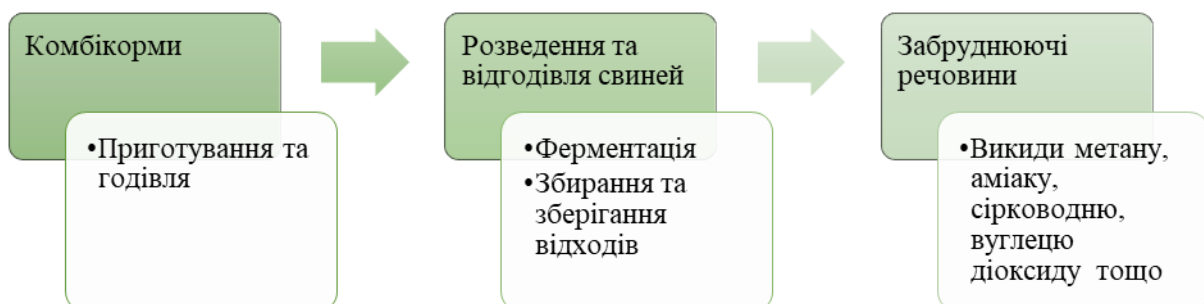 Комбікорми
•Приготування та
годівля
Розведення та
відгодівля свиней
•Ферментація
•Збирання та
зберігання
відходів
Забруднюючі
речовини
•Викиди метану,
аміаку,
сірководню,
вуглецю
діоксиду тощо